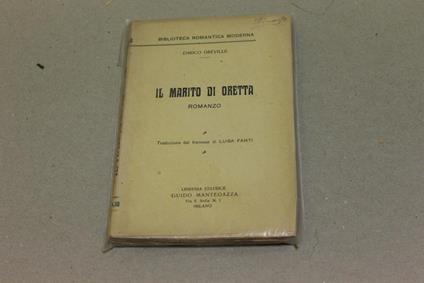 BIBLIOTECA ROMANTICA MODERNA
ENRICO GRÉVILLE
IL MARITO DI ORETTA
ROMANZO
Traduzione dal francese di LUISA FANTI
LIBRERIA EDITRICE
GUIDO MANTEGAZZA
MILANO